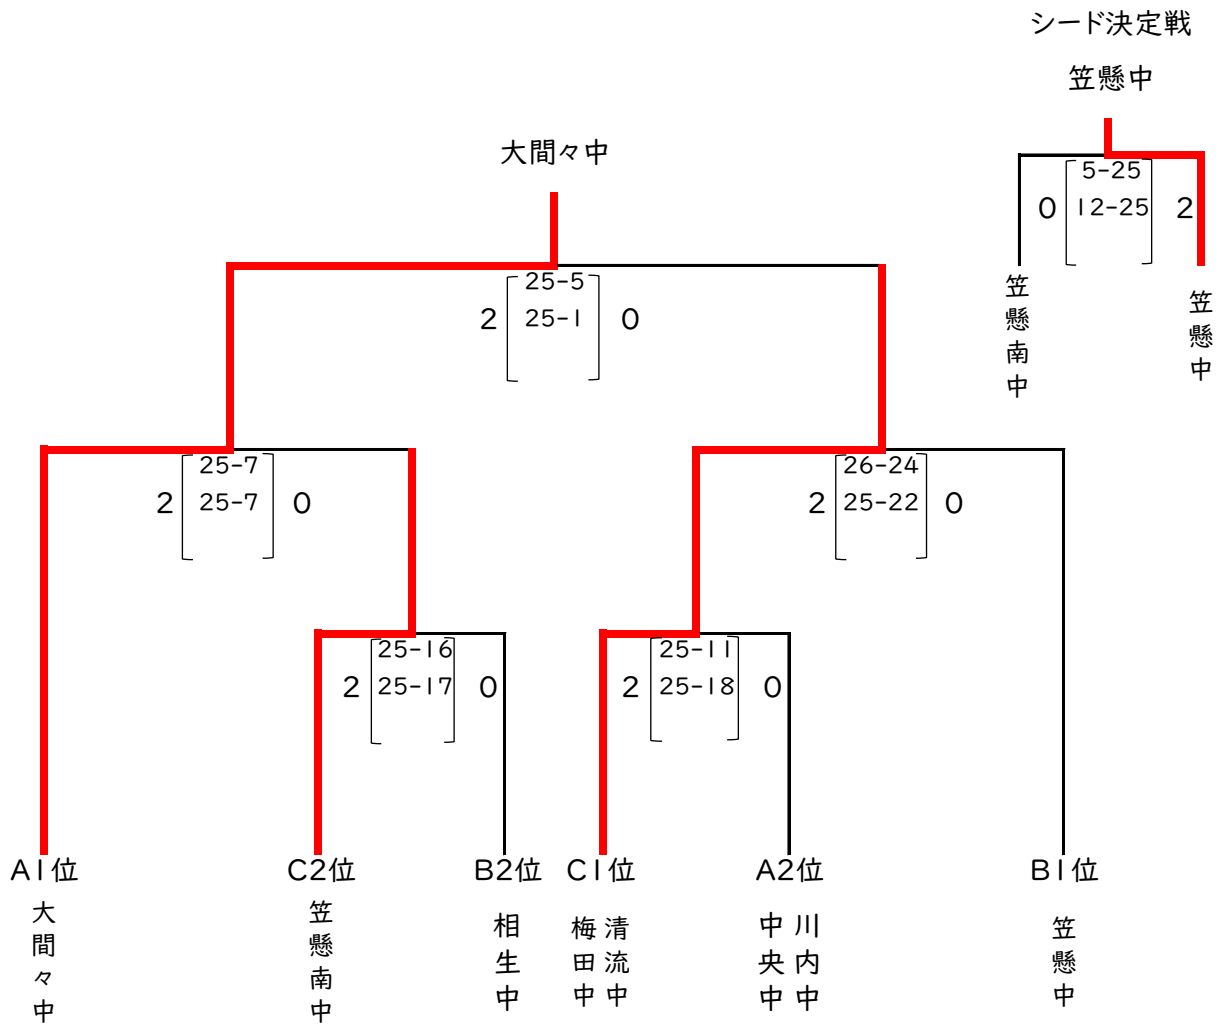 シード決定戦
笠懸中
大間々中
5-25
0 12-25 2
笠懸南中
笠懸中
25-5
2 25-1 0
25-7
2 25-7 0
26-24
2 25-22 0
25-16
2 25-17 0
25-11
2 25-18 0
A1位
C2位
B2位
C1位
A2位
B1位
大間々中
笠懸南中
相生中
清流中
梅田中
川内中
中央中
笠懸中